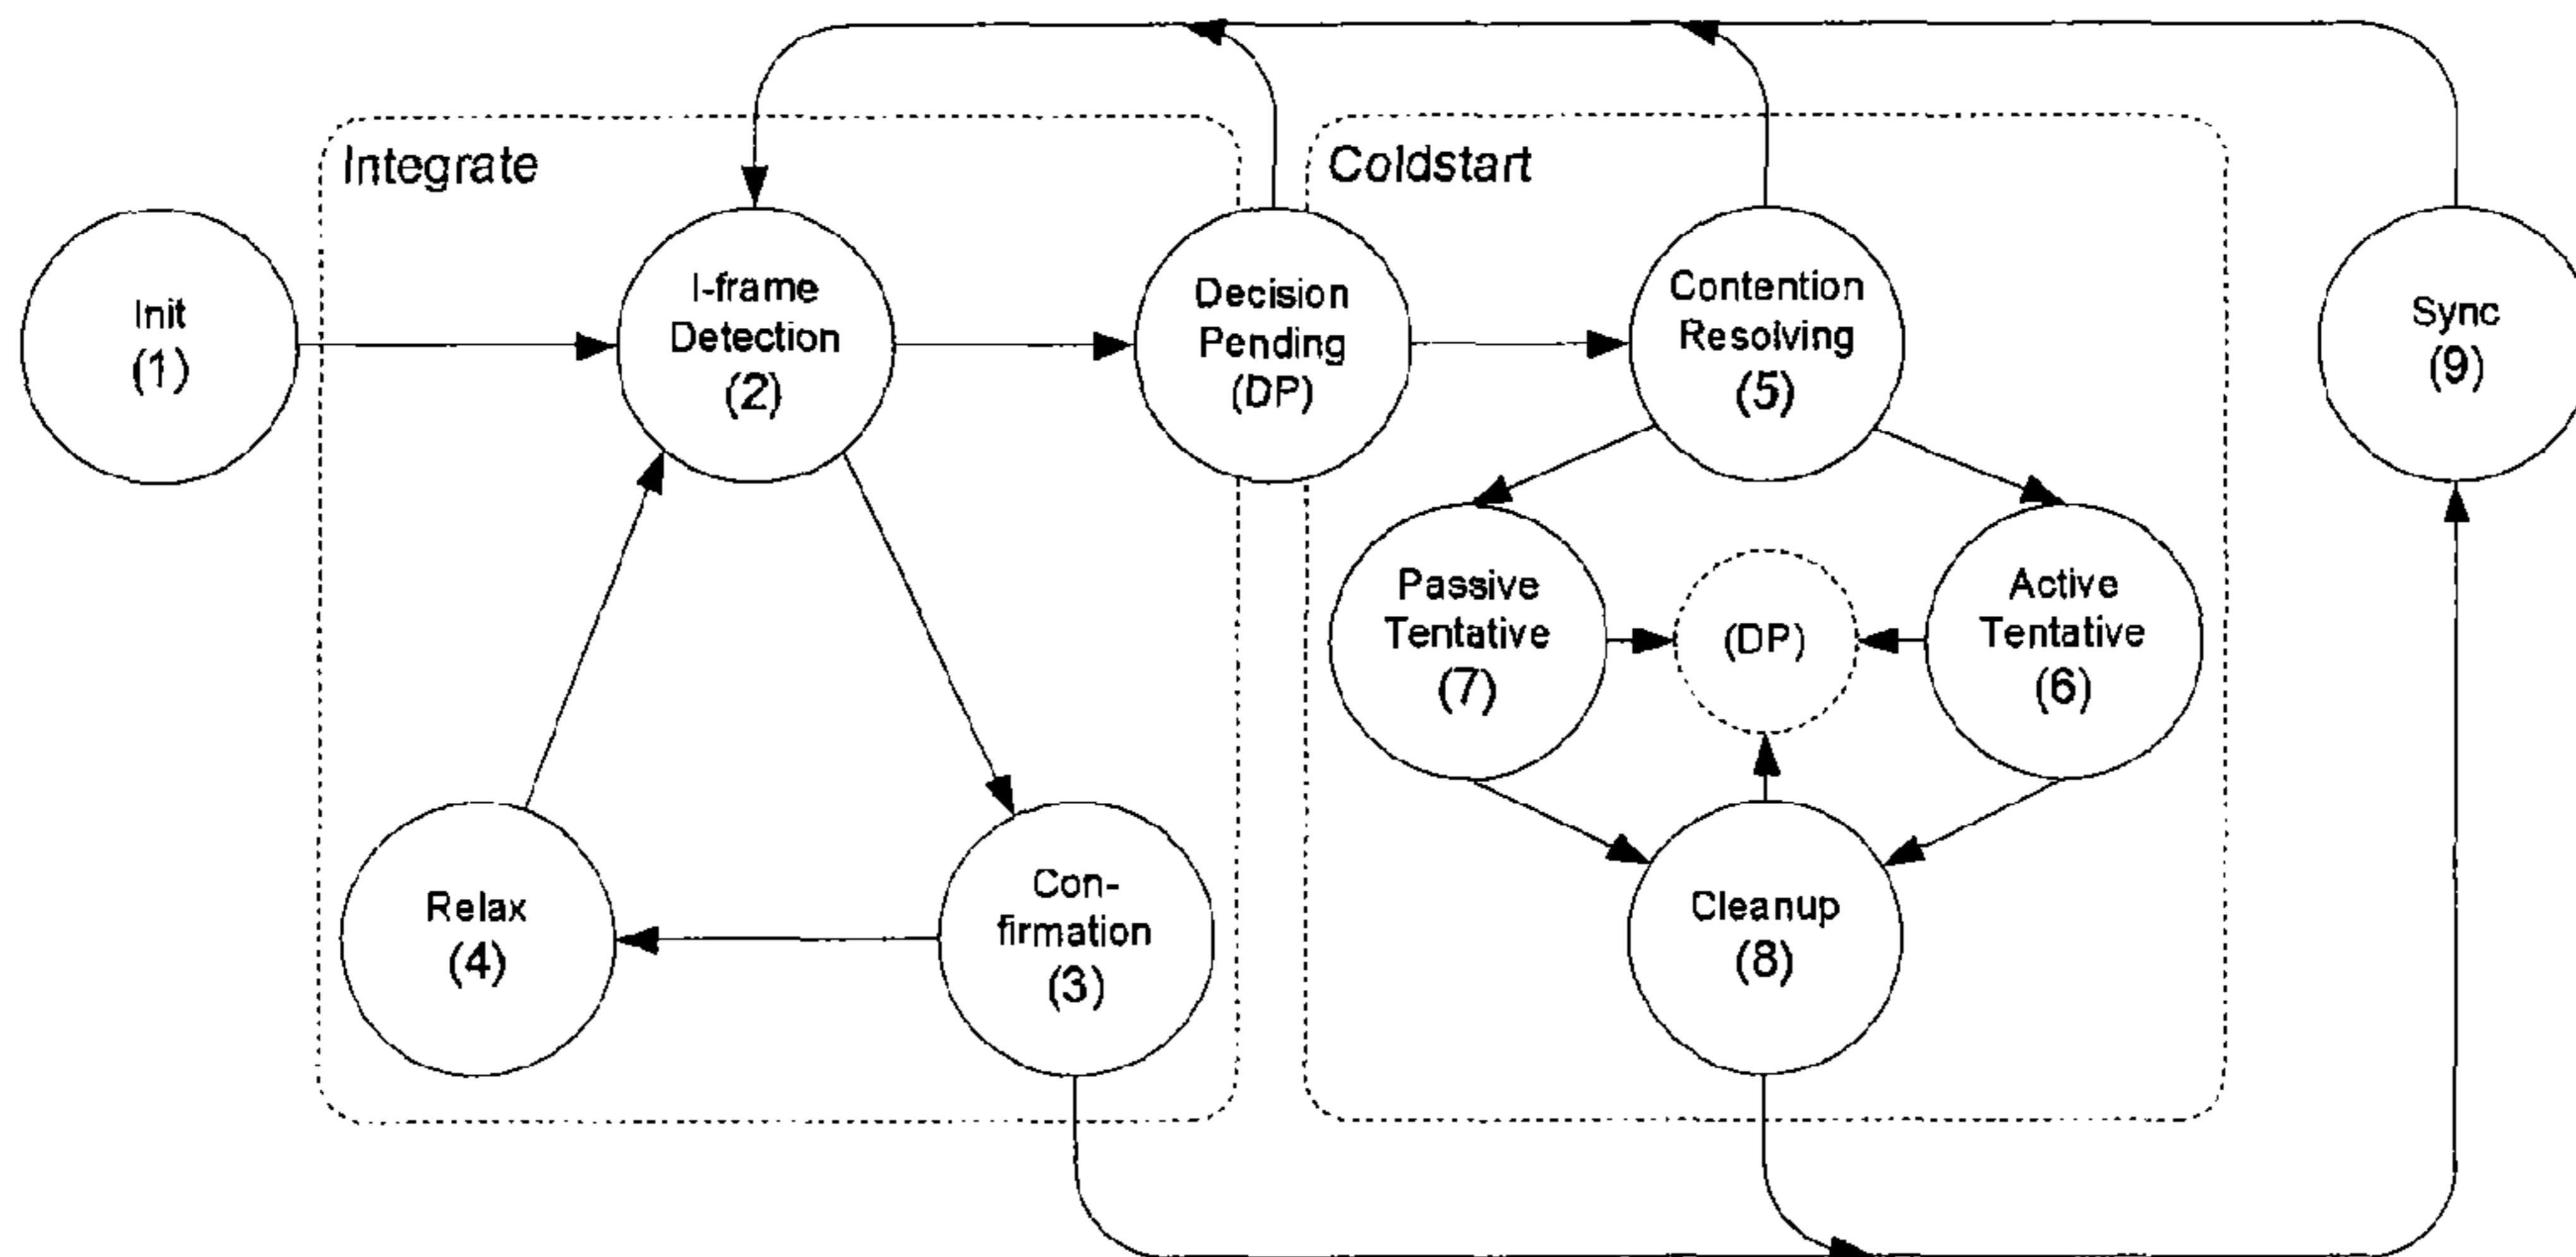 Integrate
Coldstart
Init
(1)
I-frame
Detection
(2)
Decision
Pending
(DP)
Contention
Resolving
(5)
Sync
(9)
Passive
Tentative
(7)
(DP)
Active
Tentative
(6)
Relax
(4)
Con-
firmation
(3)
Cleanup
(8)